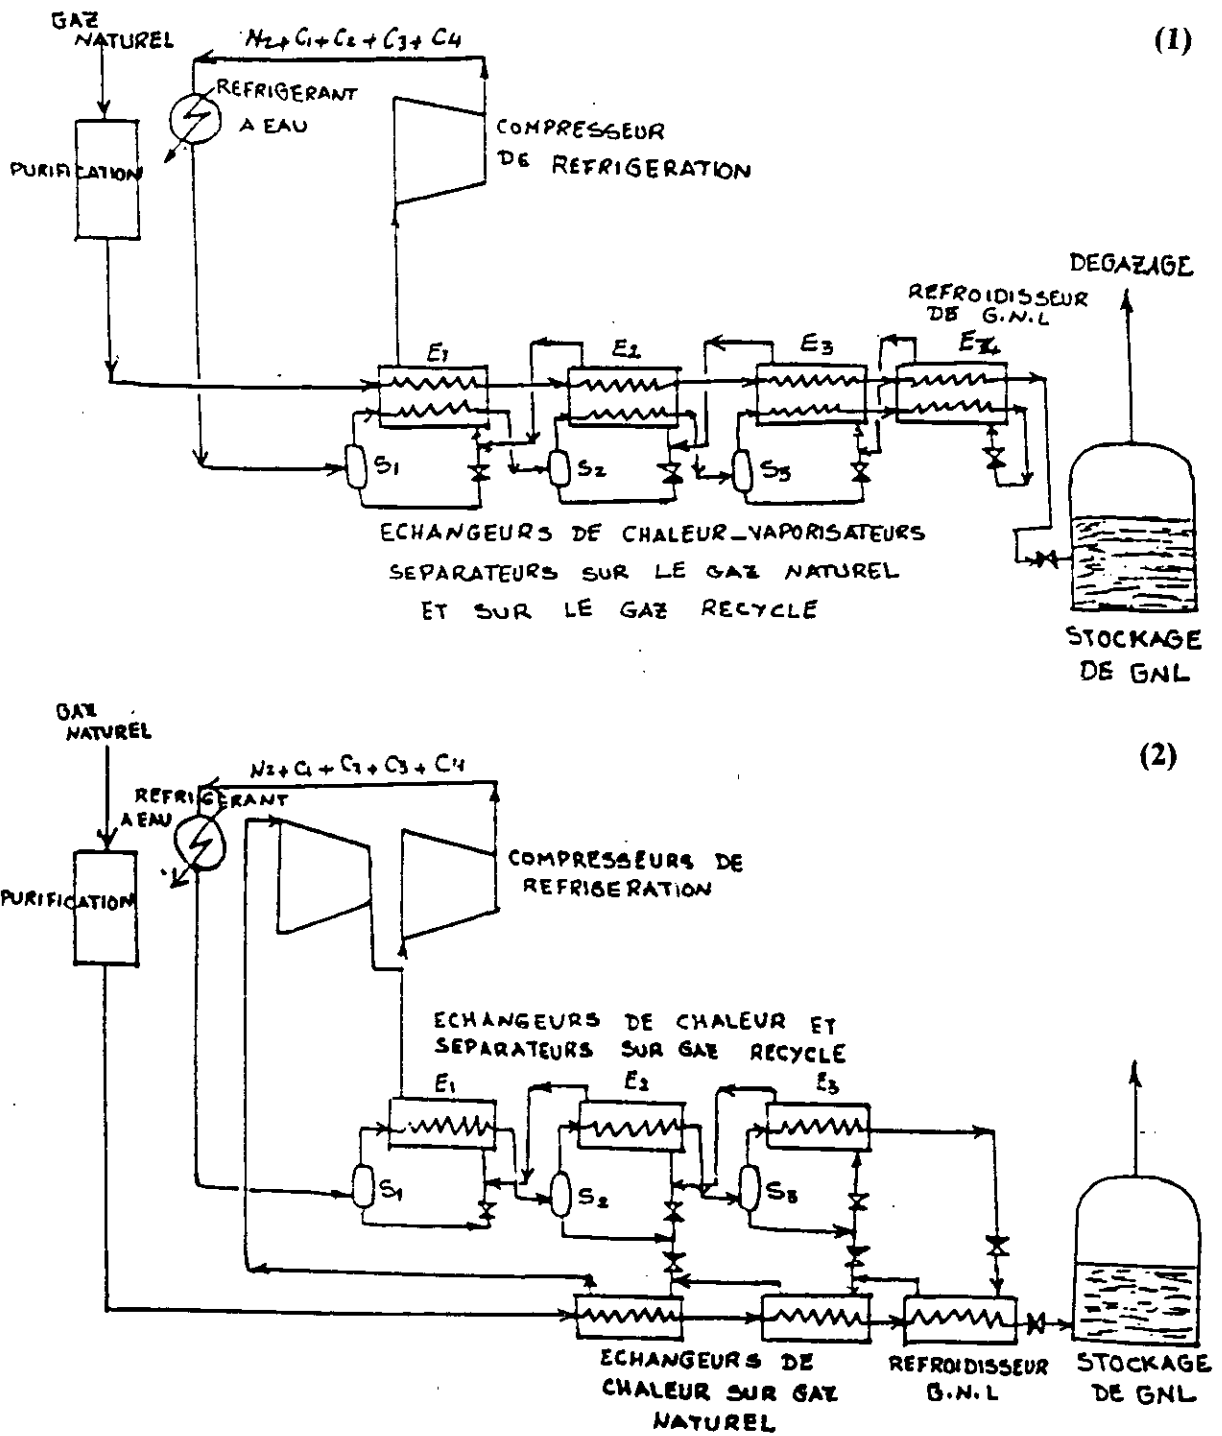 (1)
GAZ
NATUREL
N2 + C1 + C2 + C3 + C4
REFRIGERANT
A EAU
COMPRESSEUR
DE REFRIGERATION
PURIFICATION
DEGAZAGE
REFROIDISSEUR
DE G.N.L
E1
E2
E3
S1
S2
S3
ECHANGEURS DE CHALEUR-VAPORISATEURS
SEPARATEURS SUR LE GAZ NATUREL
ET SUR LE GAZ RECYCLE
STOCKAGE
DE GNL
(2)
GAZ
NATUREL
N2 + C1 + C2 + C3 + C4
REFRIGERANT
A EAU
COMPRESSEURS DE
REFRIGERATION
PURIFICATION
ECHANGEURS DE CHALEUR ET
SEPARATEURS SUR GAZ RECYCLE
E1
E2
E3
S1
S2
S3
ECHANGEURS DE
CHALEUR SUR GAZ
NATUREL
REFROIDISSEUR
G.N.L
STOCKAGE
DE GNL